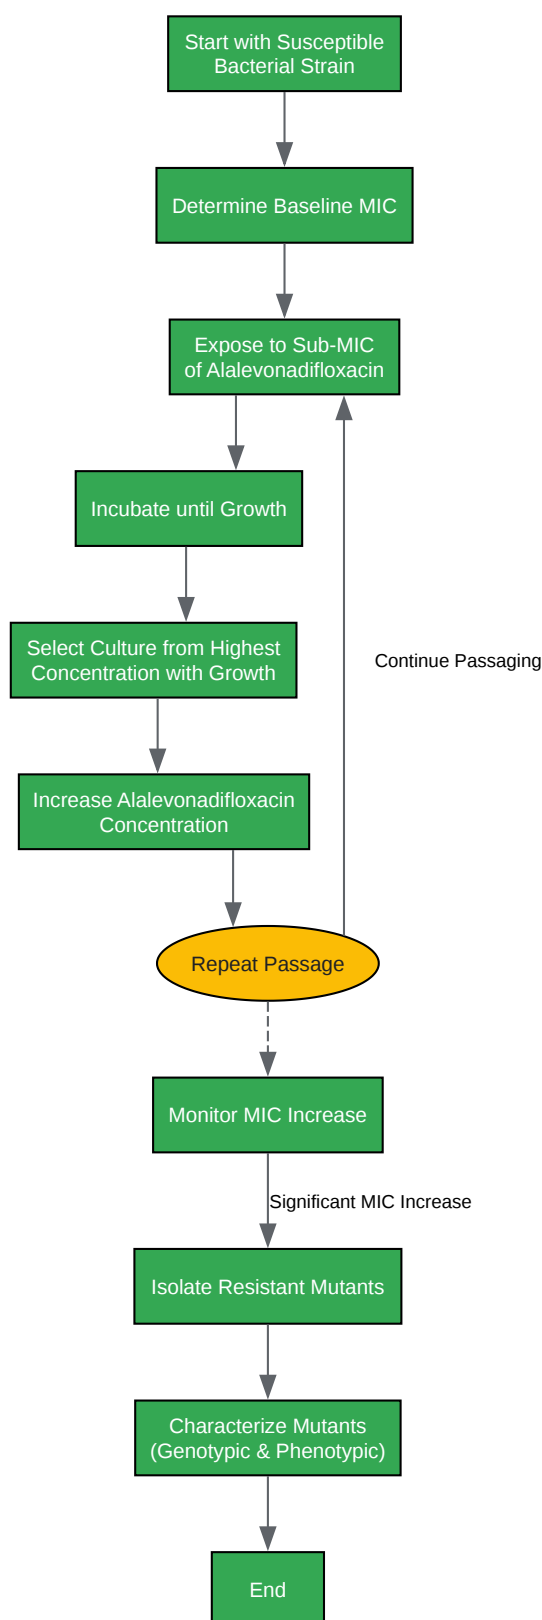 Start with Susceptible
Bacterial Strain
Determine Baseline MIC
Expose to Sub-MIC
of Alalevonadifloxacin
Incubate until Growth
Select Culture from Highest
Concentration with Growth
Continue Passaging
Increase Alalevonadifloxacin
Concentration
Repeat Passage
Monitor MIC Increase
Significant MIC Increase
Isolate Resistant Mutants
Characterize Mutants
(Genotypic & Phenotypic)
End